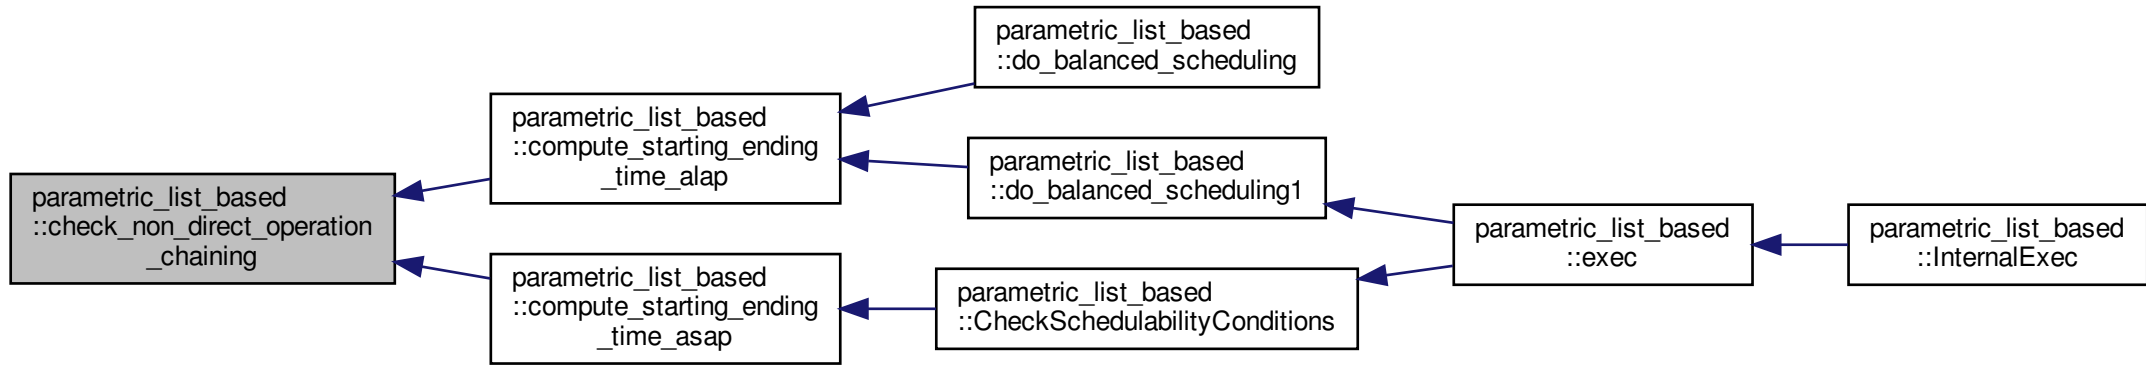 parametric_list_based
::check_non_direct_operation
_chaining
parametric_list_based
::compute_starting_ending
_time_alap
parametric_list_based
::compute_starting_ending
_time_asap
parametric_list_based
::do_balanced_scheduling
parametric_list_based
::do_balanced_scheduling1
parametric_list_based
::CheckSchedulabilityConditions
parametric_list_based
::exec
parametric_list_based
::InternalExec